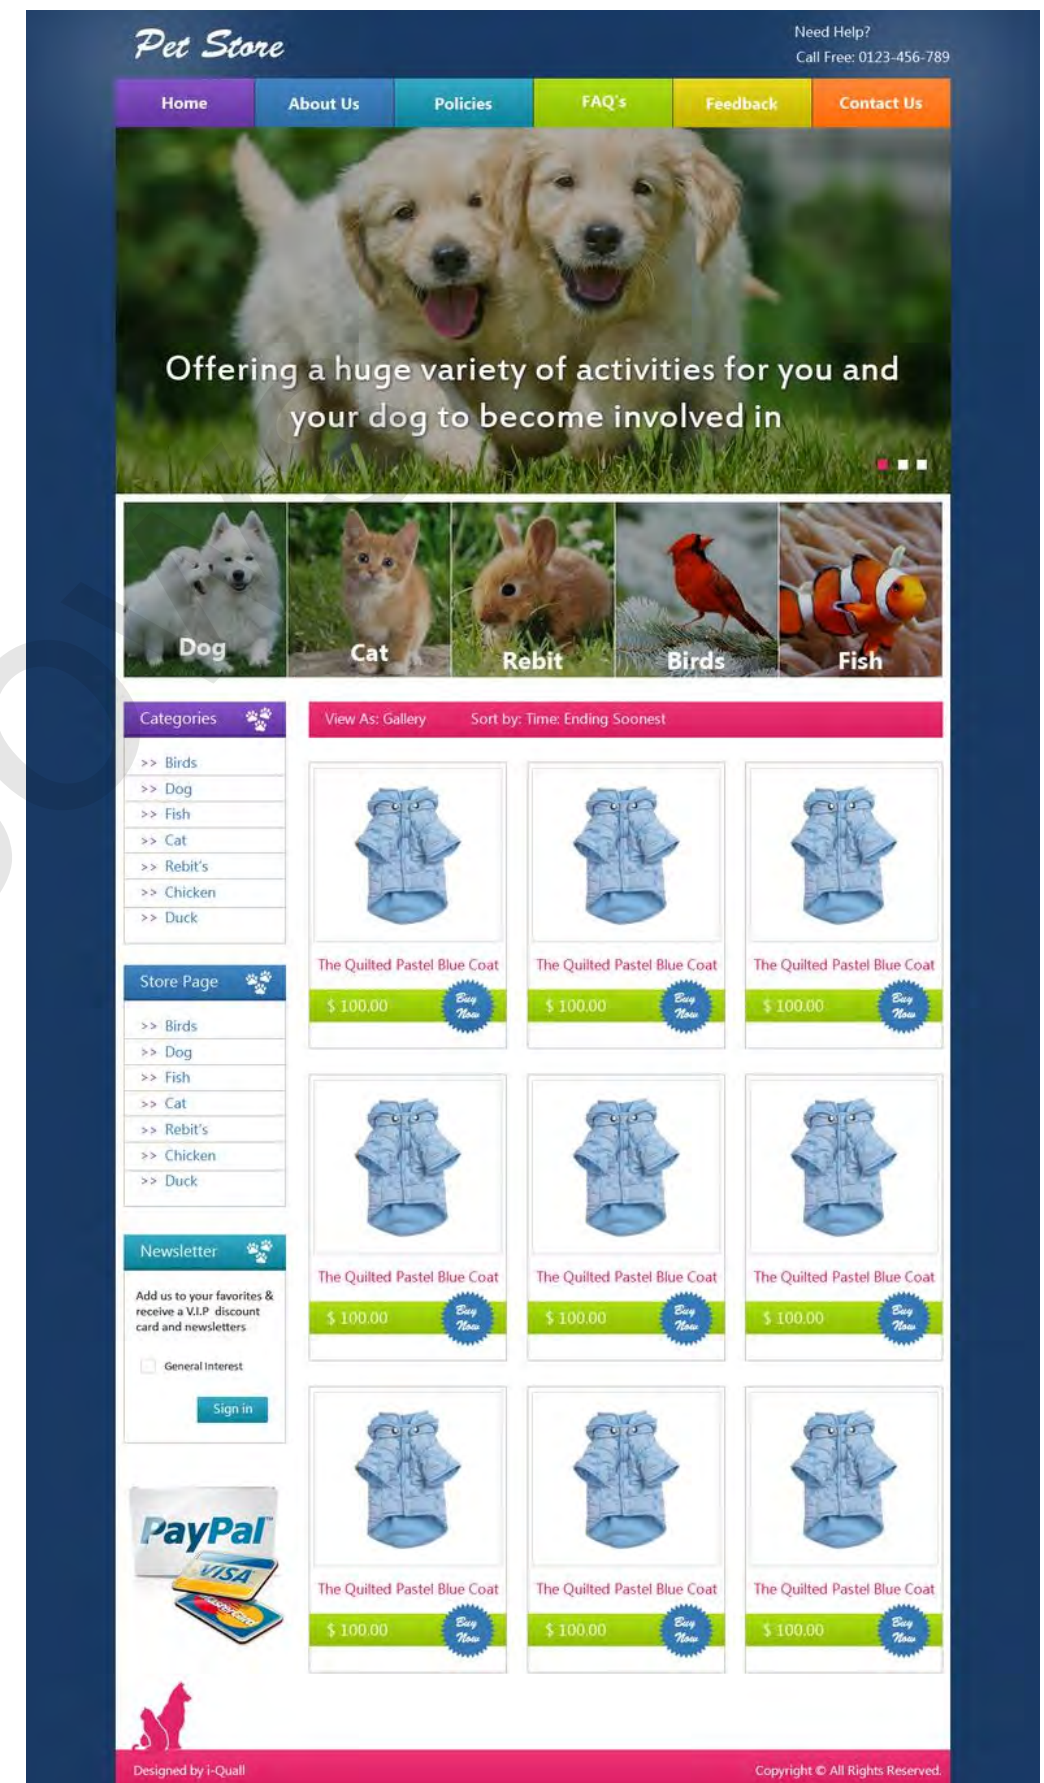 Pet Store
Need Help?
Call Free: 0123-456-789
Home
About Us
Policies
FAQ's
Feedback
Contact Us
Offering a huge variety of activities for you and
your dog to become involved in
Dog
Cat
Rebit
Birds
Fish
Categories
>> Birds
>> Dog
>> Fish
>> Cat
>> Rebit's
>> Chicken
>> Duck
Store Page
>> Birds
>> Dog
>> Fish
>> Cat
>> Rebit's
>> Chicken
>> Duck
Newsletter
Add us to your favorites &
receive a V.I.P discount
card and newsletters
General Interest
Sign in
PayPal™
VISA
MasterCard
View As: Gallery
Sort by: Time: Ending Soonest
The Quilted Pastel Blue Coat
$ 100.00
Buy
Now
The Quilted Pastel Blue Coat
$ 100.00
Buy
Now
The Quilted Pastel Blue Coat
$ 100.00
Buy
Now
The Quilted Pastel Blue Coat
$ 100.00
Buy
Now
The Quilted Pastel Blue Coat
$ 100.00
Buy
Now
The Quilted Pastel Blue Coat
$ 100.00
Buy
Now
The Quilted Pastel Blue Coat
$ 100.00
Buy
Now
The Quilted Pastel Blue Coat
$ 100.00
Buy
Now
The Quilted Pastel Blue Coat
$ 100.00
Buy
Now
Designed by i-Quall
Copyright © All Rights Reserved.